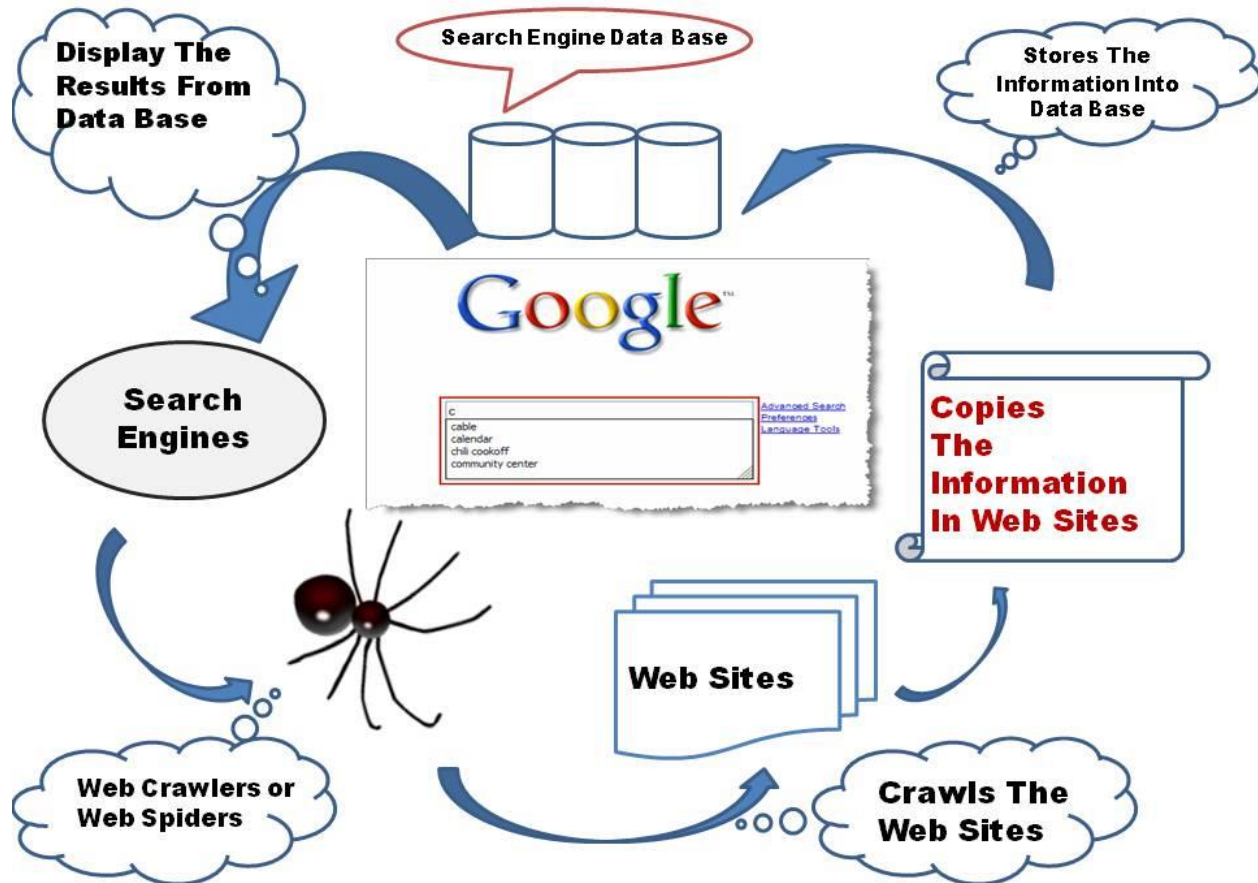 Display The
Results From
Data Base
Search Engine Data Base
Stores The
Information Into
Data Base
Google™
c
cable
calendar
chili cookoff
community center
Advanced Search
Preferences
Language Tools
Search
Engines
Copies
The
Information
In Web Sites
Web Sites
Web Crawlers or
Web Spiders
Crawls The
Web Sites